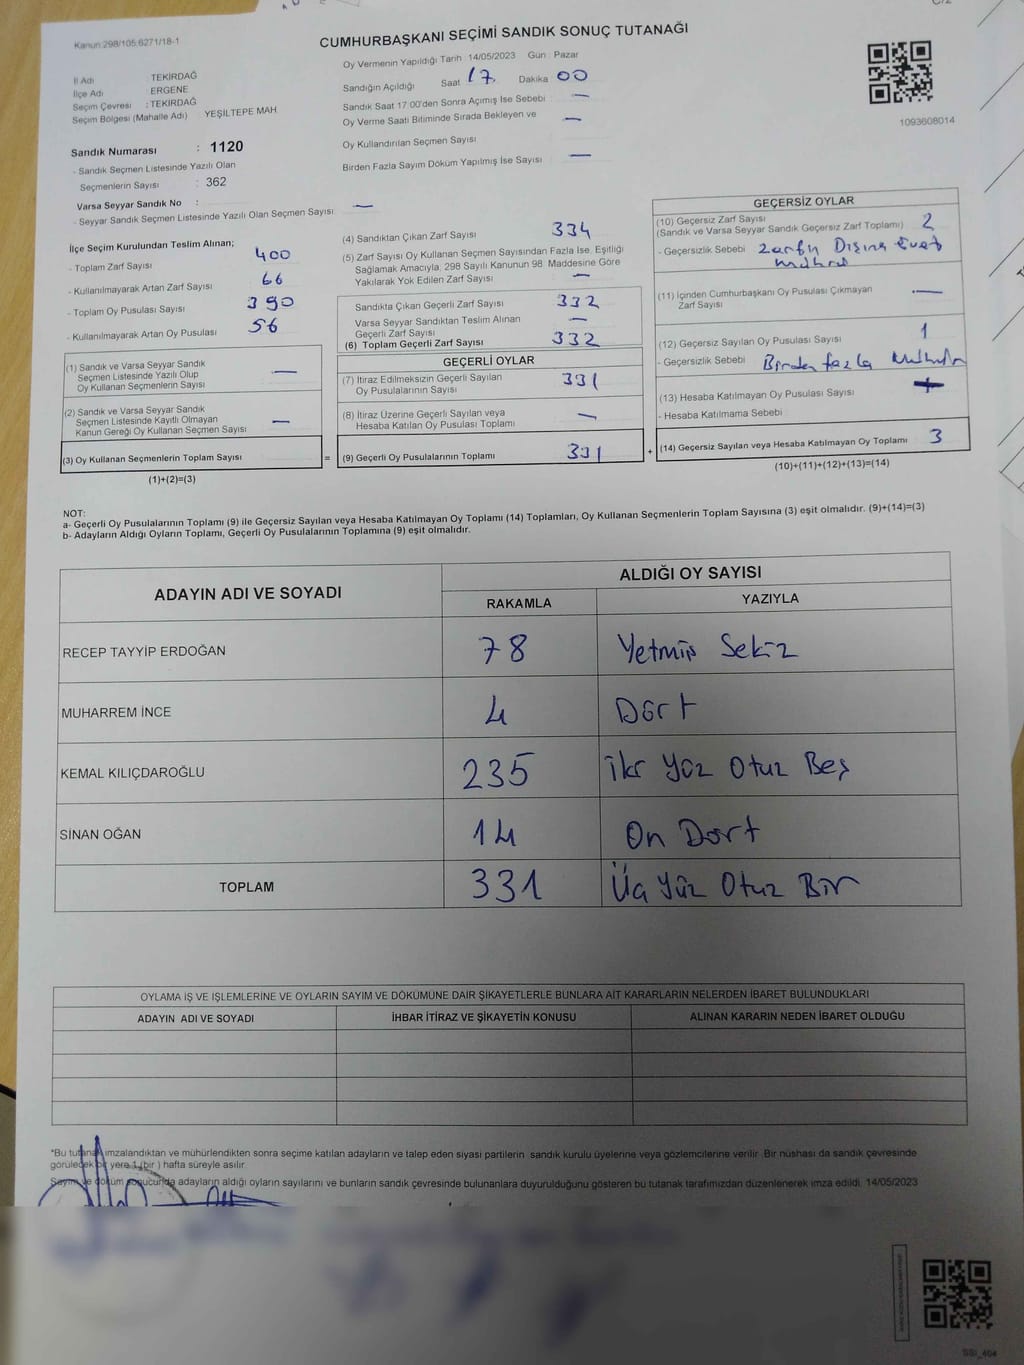 Kanun:298/105.6271/18-1
CUMHURBAŞKANI SEÇİMİ SANDIK SONUÇ TUTANAĞI
İl Adı TEKİRDAĞ
İlçe Adı ERGENE
Seçim Çevresi : TEKİRDAĞ
Seçim Bölgesi (Mahalle Adı) YEŞİLTEPE MAH
Sandık Numarası : 1120
- Sandık Seçmen Listesinde Yazılı Olan
Seçmenlerin Sayısı : 362
Varsa Seyyar Sandık No :
- Seyyar Sandık Seçmen Listesinde Yazılı Olan Seçmen Sayısı —
Oy Vermenin Yapıldığı Tarih 14/05/2023 Gün : Pazar
Sandığın Açıldığı Saat 17 Dakika 00
Sandık Saat 17:00'den Sonra Açımış İse Sebebi —
Oy Verme Saati Bitiminde Sırada Bekleyen ve —
Oy Kullandırılan Seçmen Sayısı
Birden Fazla Sayım Döküm Yapılmış İse Sayısı —
1093608014
İlçe Seçim Kurulundan Teslim Alınan;
- Toplam Zarf Sayısı 400
- Kullanılmayarak Artan Zarf Sayısı 66
- Toplam Oy Pusulası Sayısı 390
- Kullanılmayarak Artan Oy Pusulası 56
(1) Sandık ve Varsa Seyyar Sandık
Seçmen Listesinde Yazılı Olup
Oy Kullanan Seçmenlerin Sayısı —
(2) Sandık ve Varsa Seyyar Sandık
Seçmen Listesinde Kayıtlı Olmayan
Kanun Gereği Oy Kullanan Seçmen Sayısı —
(3) Oy Kullanan Seçmenlerin Toplam Sayısı
(1)+(2)=(3)
=
(4) Sandıktan Çıkan Zarf Sayısı 334
(5) Zarf Sayısı Oy Kullanan Seçmen Sayısından Fazla İse, Eşitliği
Sağlamak Amacıyla, 298 Sayılı Kanunun 98. Maddesine Göre
Yakılarak Yok Edilen Zarf Sayısı —
Sandıkta Çıkan Geçerli Zarf Sayısı 332
Varsa Seyyar Sandıktan Teslim Alınan
Geçerli Zarf Sayısı —
(6) Toplam Geçerli Zarf Sayısı 332
GEÇERLİ OYLAR
(7) İtiraz Edilmeksizin Geçerli Sayılan
Oy Pusulalarının Sayısı 331
(8) İtiraz Üzerine Geçerli Sayılan veya
Hesaba Katılan Oy Pusulası Toplamı —
(9) Geçerli Oy Pusulalarının Toplamı 331
+
GEÇERSİZ OYLAR
(10) Geçersiz Zarf Sayısı
(Sandık ve Varsa Seyyar Sandık Geçersiz Zarf Toplamı) 2
- Geçersizlik Sebebi Zarfın Dışına Evet
(11) İçinden Cumhurbaşkanı Oy Pusulası Çıkmayan
Zarf Sayısı —
(12) Geçersiz Sayılan Oy Pusulası Sayısı 1
- Geçersizlik Sebebi Birden fazla
(13) Hesaba Katılmayan Oy Pusulası Sayısı
- Hesaba Katılmama Sebebi
(14) Geçersiz Sayılan veya Hesaba Katılmayan Oy Toplamı 3
(10)+(11)+(12)+(13)=(14)
NOT:
a- Geçerli Oy Pusulalarının Toplamı (9) ile Geçersiz Sayılan veya Hesaba Katılmayan Oy Toplamı (14) Toplamları, Oy Kullanan Seçmenlerin Toplam Sayısına (3) eşit olmalıdır. (9)+(14)=(3)
b- Adayların Aldığı Oyların Toplamı, Geçerli Oy Pusulalarının Toplamına (9) eşit olmalıdır.
ADAYIN ADI VE SOYADI ALDIĞI OY SAYISI
RAKAMLA YAZIYLA
RECEP TAYYİP ERDOĞAN 78 Yetmiş Sekiz
MUHARREM İNCE 4 Dört
KEMAL KILIÇDAROĞLU 235 İki Yüz Otuz Beş
SİNAN OĞAN 14 On Dört
TOPLAM 331 Üç Yüz Otuz Bir
OYLAMA İŞ VE İŞLEMLERİNE VE OYLARIN SAYIM VE DÖKÜMÜNE DAİR ŞİKAYETLERLE BUNLARA AİT KARARLARIN NELERDEN İBARET BULUNDUKLARI
ADAYIN ADI VE SOYADI İHBAR İTİRAZ VE ŞİKAYETİN KONUSU ALINAN KARARIN NEDEN İBARET OLDUĞU
*Bu tutanak imzalandıktan ve mühürlendikten sonra seçime katılan adayların ve talep eden siyasi partilerin sandık kurulu üyelerine veya gözlemcilerine verilir. Bir nüshası da sandık çevresinde
görülecek bir yere 1 (bir ) hafta süreyle asılır.
Sayım ve döküm sonucunda adayların aldığı oyların sayılarını ve bunların sandık çevresinde bulunanlara duyurulduğunu gösteren bu tutanak tarafımızdan düzenlenerek imza edildi. 14/05/2023